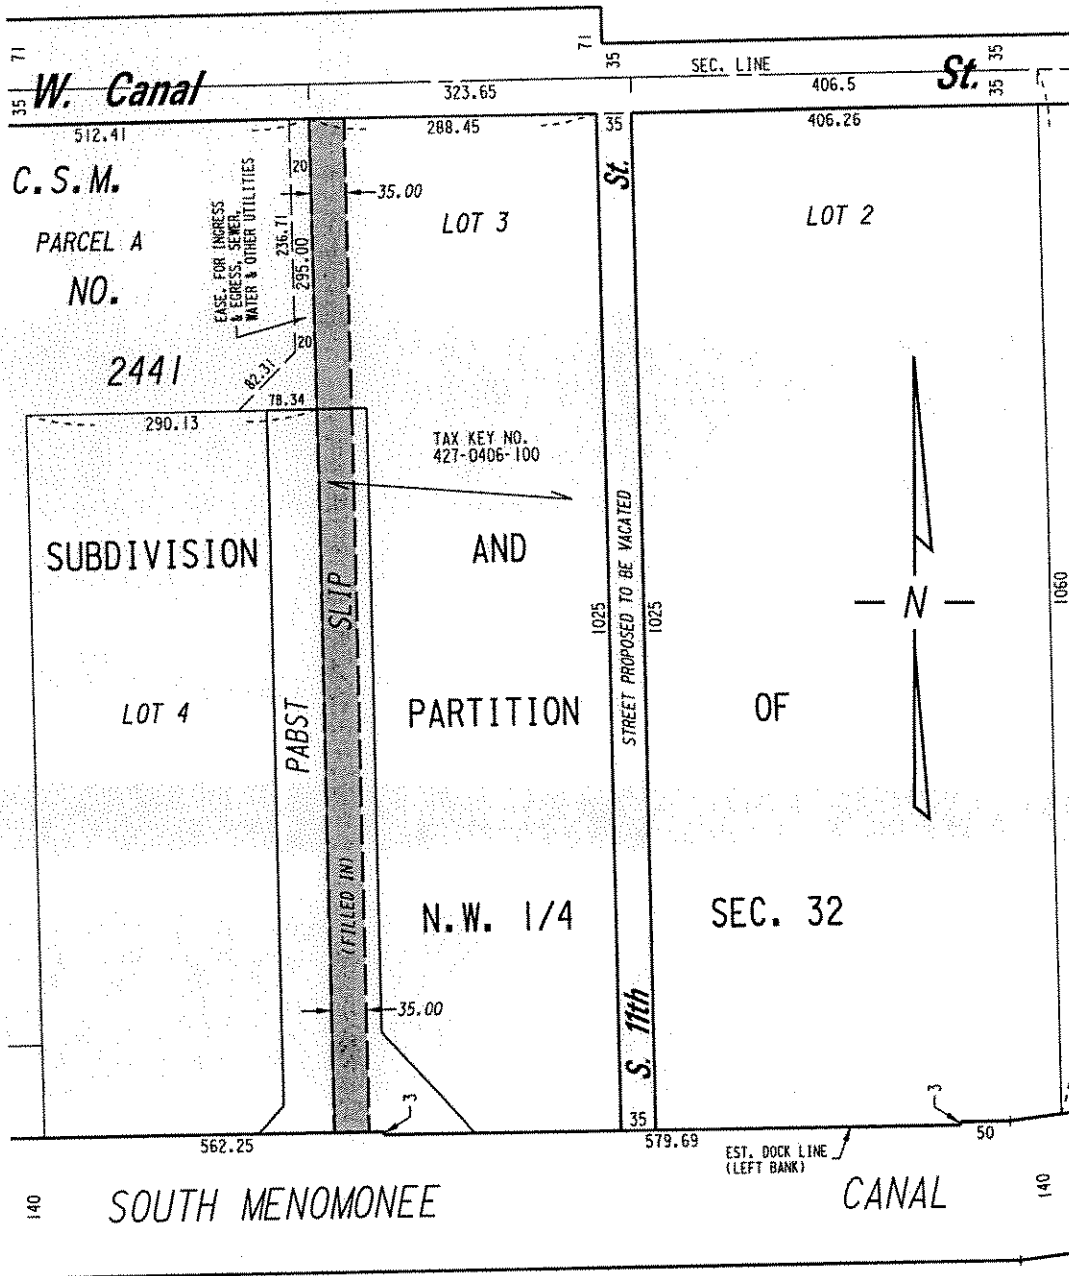 71
71
35
SEC. LINE
35
W. Canal
St.
35
323.65
406.5
35
512.41
288.45
35
406.26
C.S.M.
20
35.00
St.
PARCEL A
LOT 3
LOT 2
EASE. FOR INGRESS
& EGRESS, SEWER,
WATER & OTHER UTILITIES
236.71
295.00
NO.
20
2441
82.31
78.34
290.13
TAX KEY NO.
427-0406-100
SUBDIVISION
AND
SLIP
STREET PROPOSED TO BE VACATED
1025
1025
N
1060
LOT 4
PABST
PARTITION
OF
(FILLED IN)
N.W. 1/4
SEC. 32
35.00
S. 11th
3
3
35
562.25
579.69
50
EST. DOCK LINE
(LEFT BANK)
140
SOUTH MENOMONEE
CANAL
140